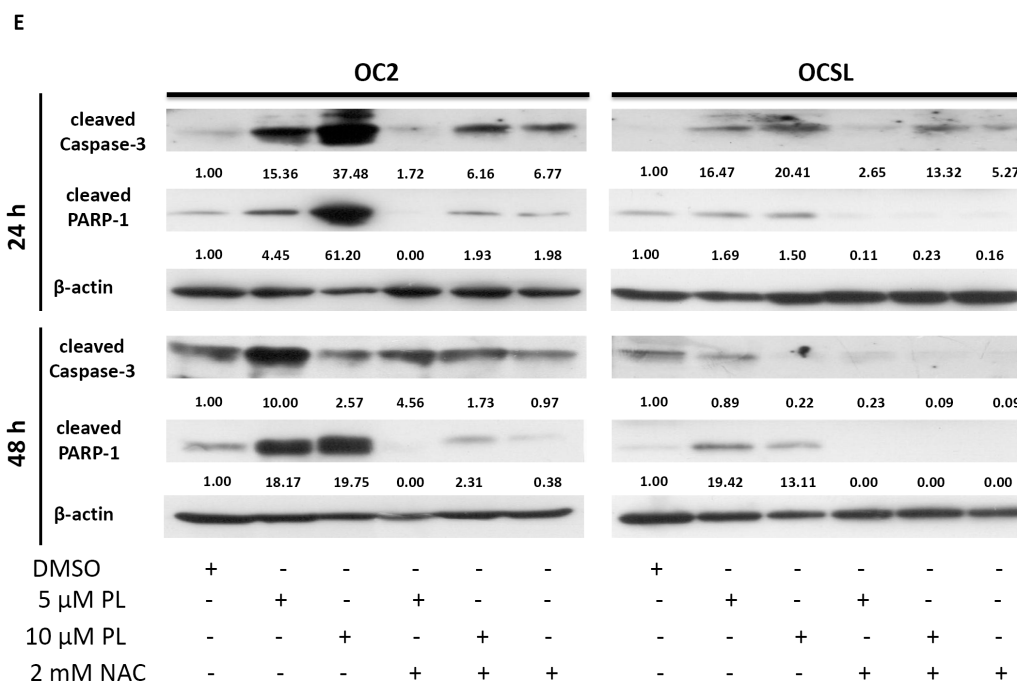 E
OC2 OCSL
24 h
cleaved
Caspase-3
1.00 15.36 37.48 1.72 6.16 6.77 1.00 16.47 20.41 2.65 13.32 5.27
cleaved
PARP-1
1.00 4.45 61.20 0.00 1.93 1.98 1.00 1.69 1.50 0.11 0.23 0.16
β-actin
48 h
cleaved
Caspase-3
1.00 10.00 2.57 4.56 1.73 0.97 1.00 0.89 0.22 0.23 0.09 0.09
cleaved
PARP-1
1.00 18.17 19.75 0.00 2.31 0.38 1.00 19.42 13.11 0.00 0.00 0.00
β-actin
DMSO + - - - - - + - - - - -
5 μM PL - + - + - - - + - + - -
10 μM PL - - + - + - - - + - + -
2 mM NAC - - - + + + - - - + + +